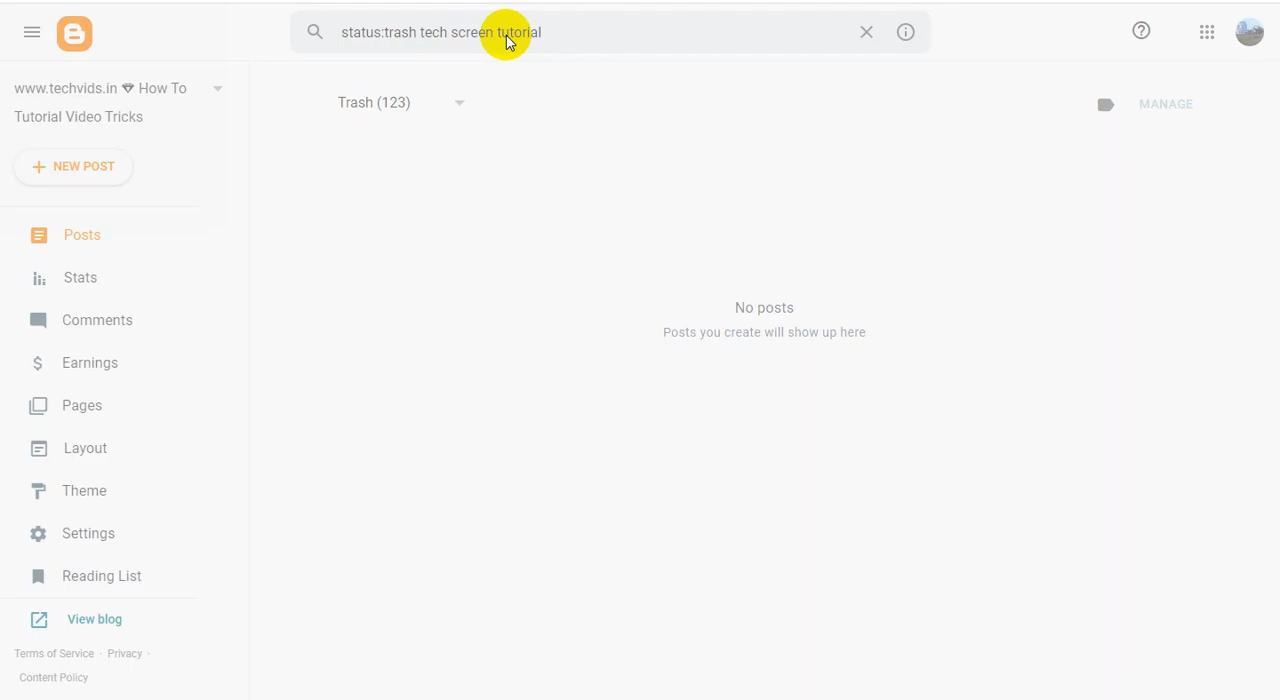 status:trash tech screen tutorial
www.techvids.in 💎 How To
Tutorial Video Tricks
Trash (123)
MANAGE
+ NEW POST
Posts
Stats
Comments
Earnings
Pages
Layout
Theme
Settings
Reading List
View blog
Terms of Service · Privacy ·
Content Policy
No posts
Posts you create will show up here